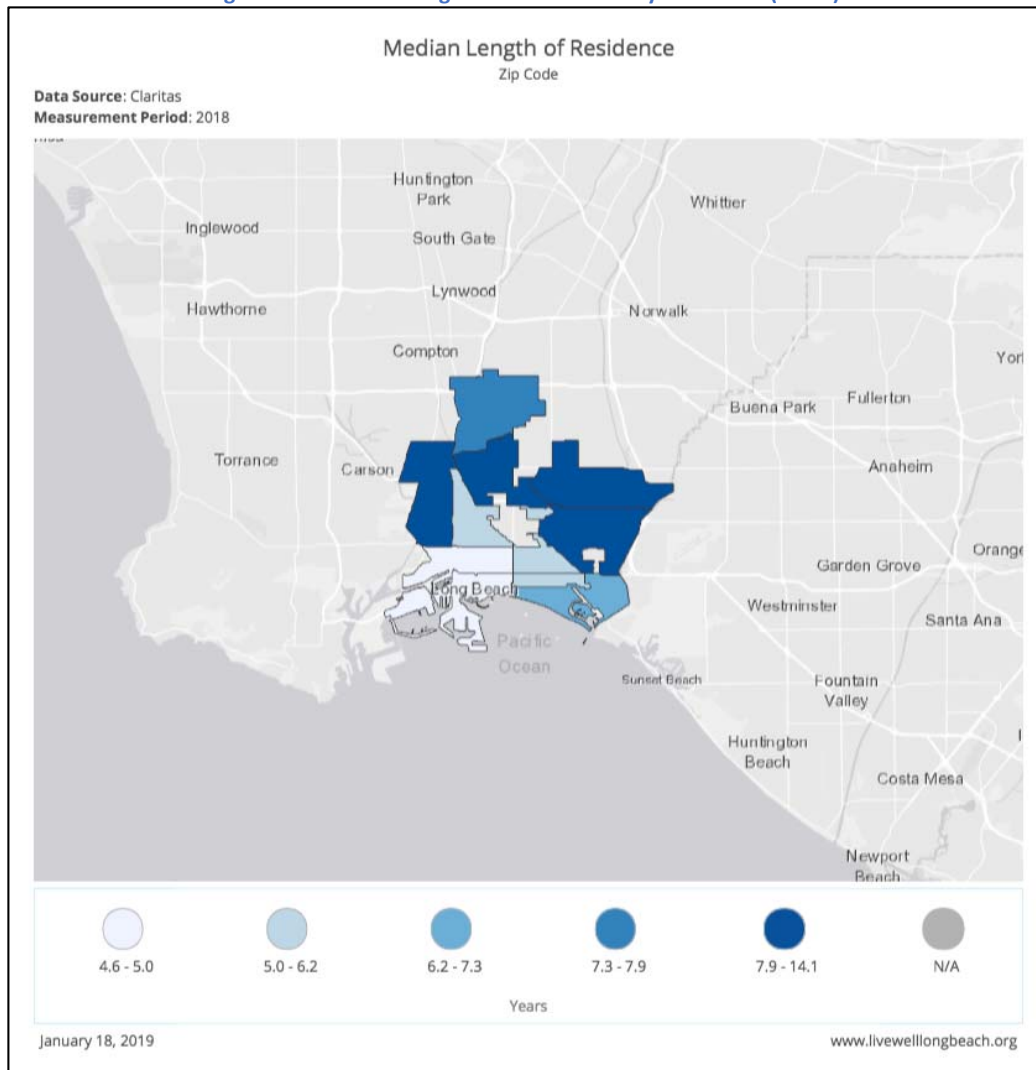 Median Length of Residence
Zip Code
Data Source: Claritas
Measurement Period: 2018
Huntington
Park
Whittier
Inglewood
South Gate
Lynwood
Hawthorne
Norwalk
Compton
Yor
Buena Park
Fullerton
Torrance
Carson
Anaheim
Orange
Garden Grove
Long Beach
Westminster
Santa Ana
Pacific
Ocean
Sunset Beach
Fountain
Valley
Huntington
Beach
Costa Mesa
Newport
Beach
4.6 - 5.0
5.0 - 6.2
6.2 - 7.3
7.3 - 7.9
7.9 - 14.1
N/A
Years
January 18, 2019
www.livewelllongbeach.org